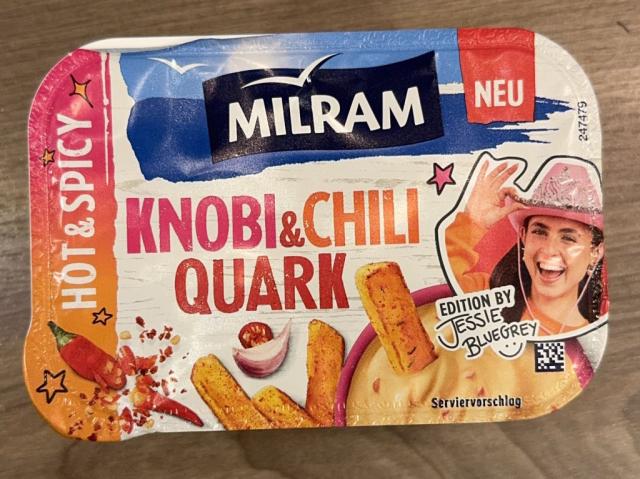 MILRAM
NEU
247479
HOT & SPICY
KNOBI & CHILI
QUARK
EDITION BY
JESSIE
BLUEGREY
Serviervorschlag